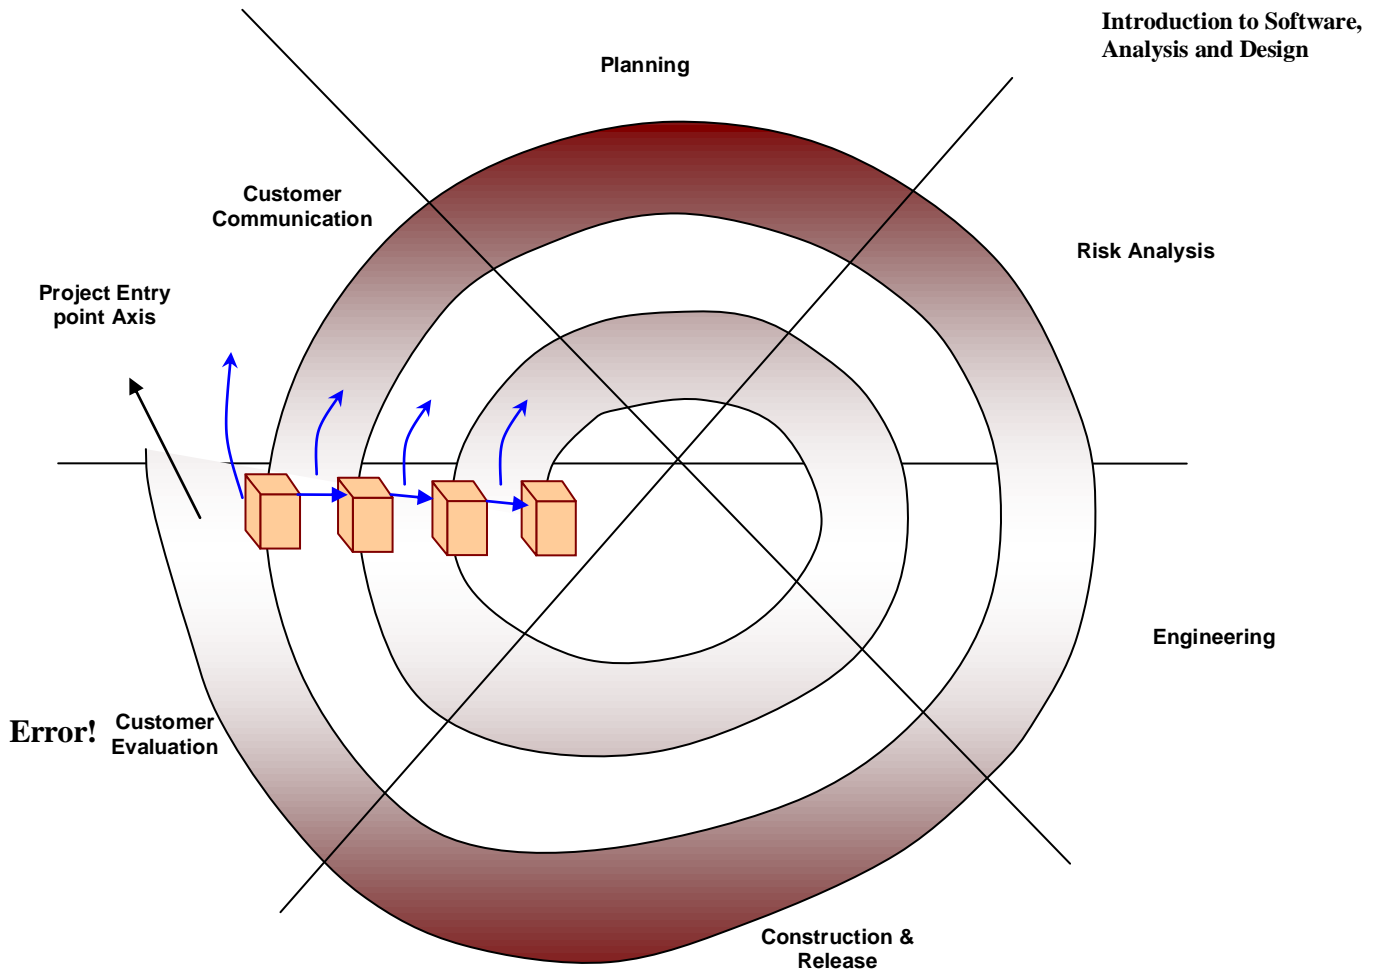 Introduction to Software,
Analysis and Design
Planning
Customer
Communication
Risk Analysis
Project Entry
point Axis
Engineering
Error!
Customer
Evaluation
Construction &
Release